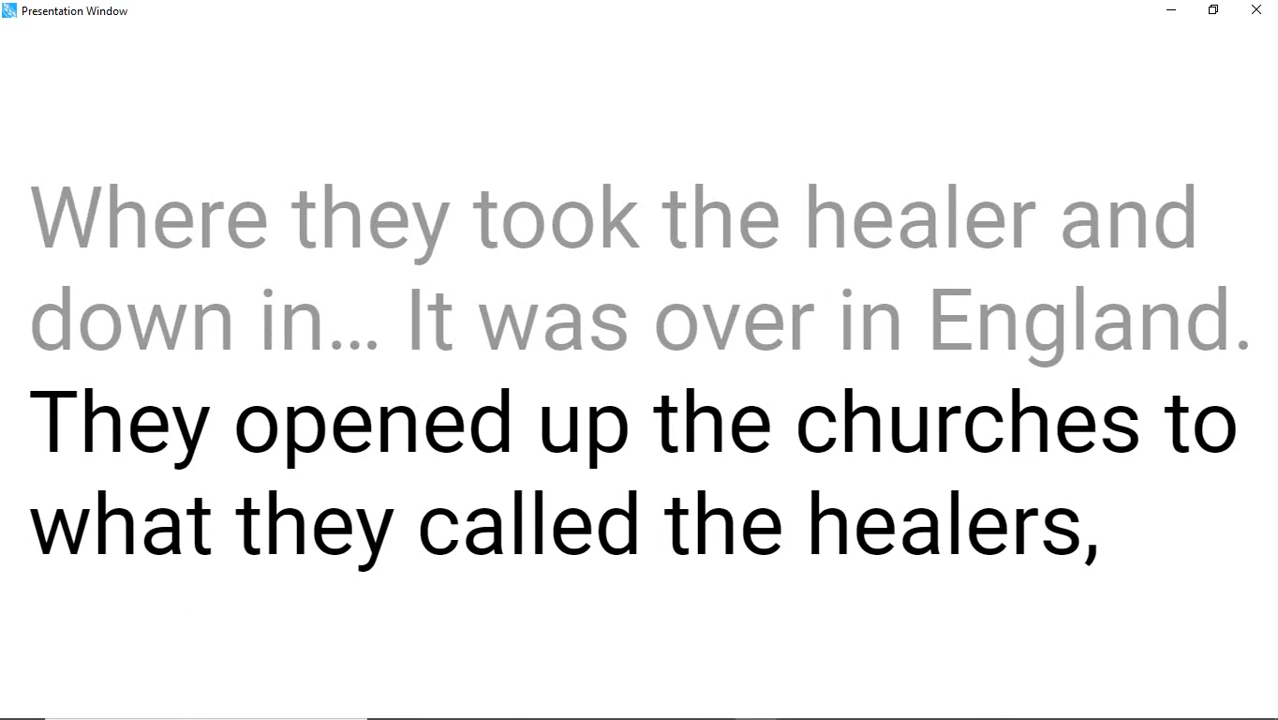 Presentation Window
Where they took the healer and
down in... It was over in England.
They opened up the churches to
what they called the healers,